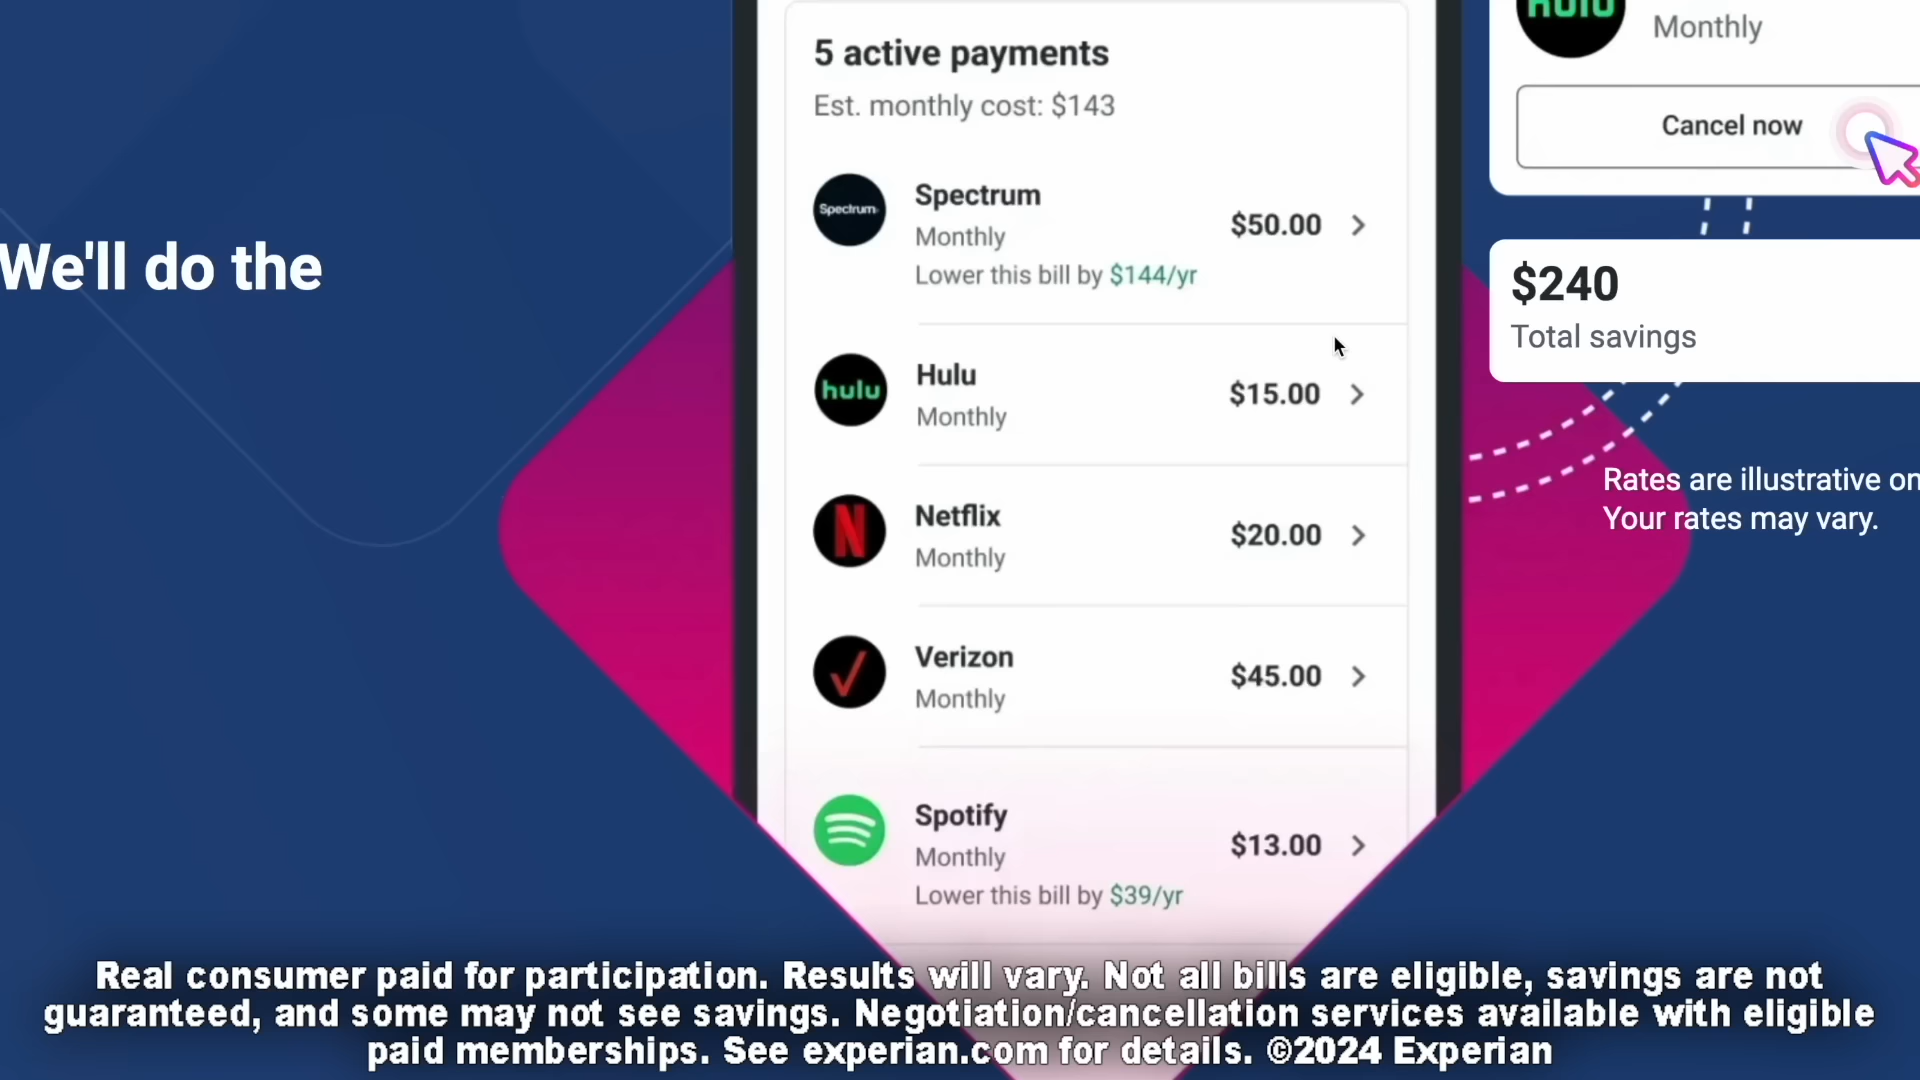 We'll do the
5 active payments
Est. monthly cost: $143
Spectrum
Spectrum
Monthly
Lower this bill by $144/yr
$50.00
hulu
Hulu
Monthly
$15.00
N
Netflix
Monthly
$20.00
Verizon
Monthly
$45.00
Spotify
Monthly
Lower this bill by $39/yr
$13.00
hulu
Monthly
Cancel now
$240
Total savings
Rates are illustrative
Your rates may vary.
Real consumer paid for participation. Results will vary. Not all bills are eligible, savings are not
guaranteed, and some may not see savings. Negotiation/cancellation services available with eligible
paid memberships. See experian.com for details. ©2024 Experian